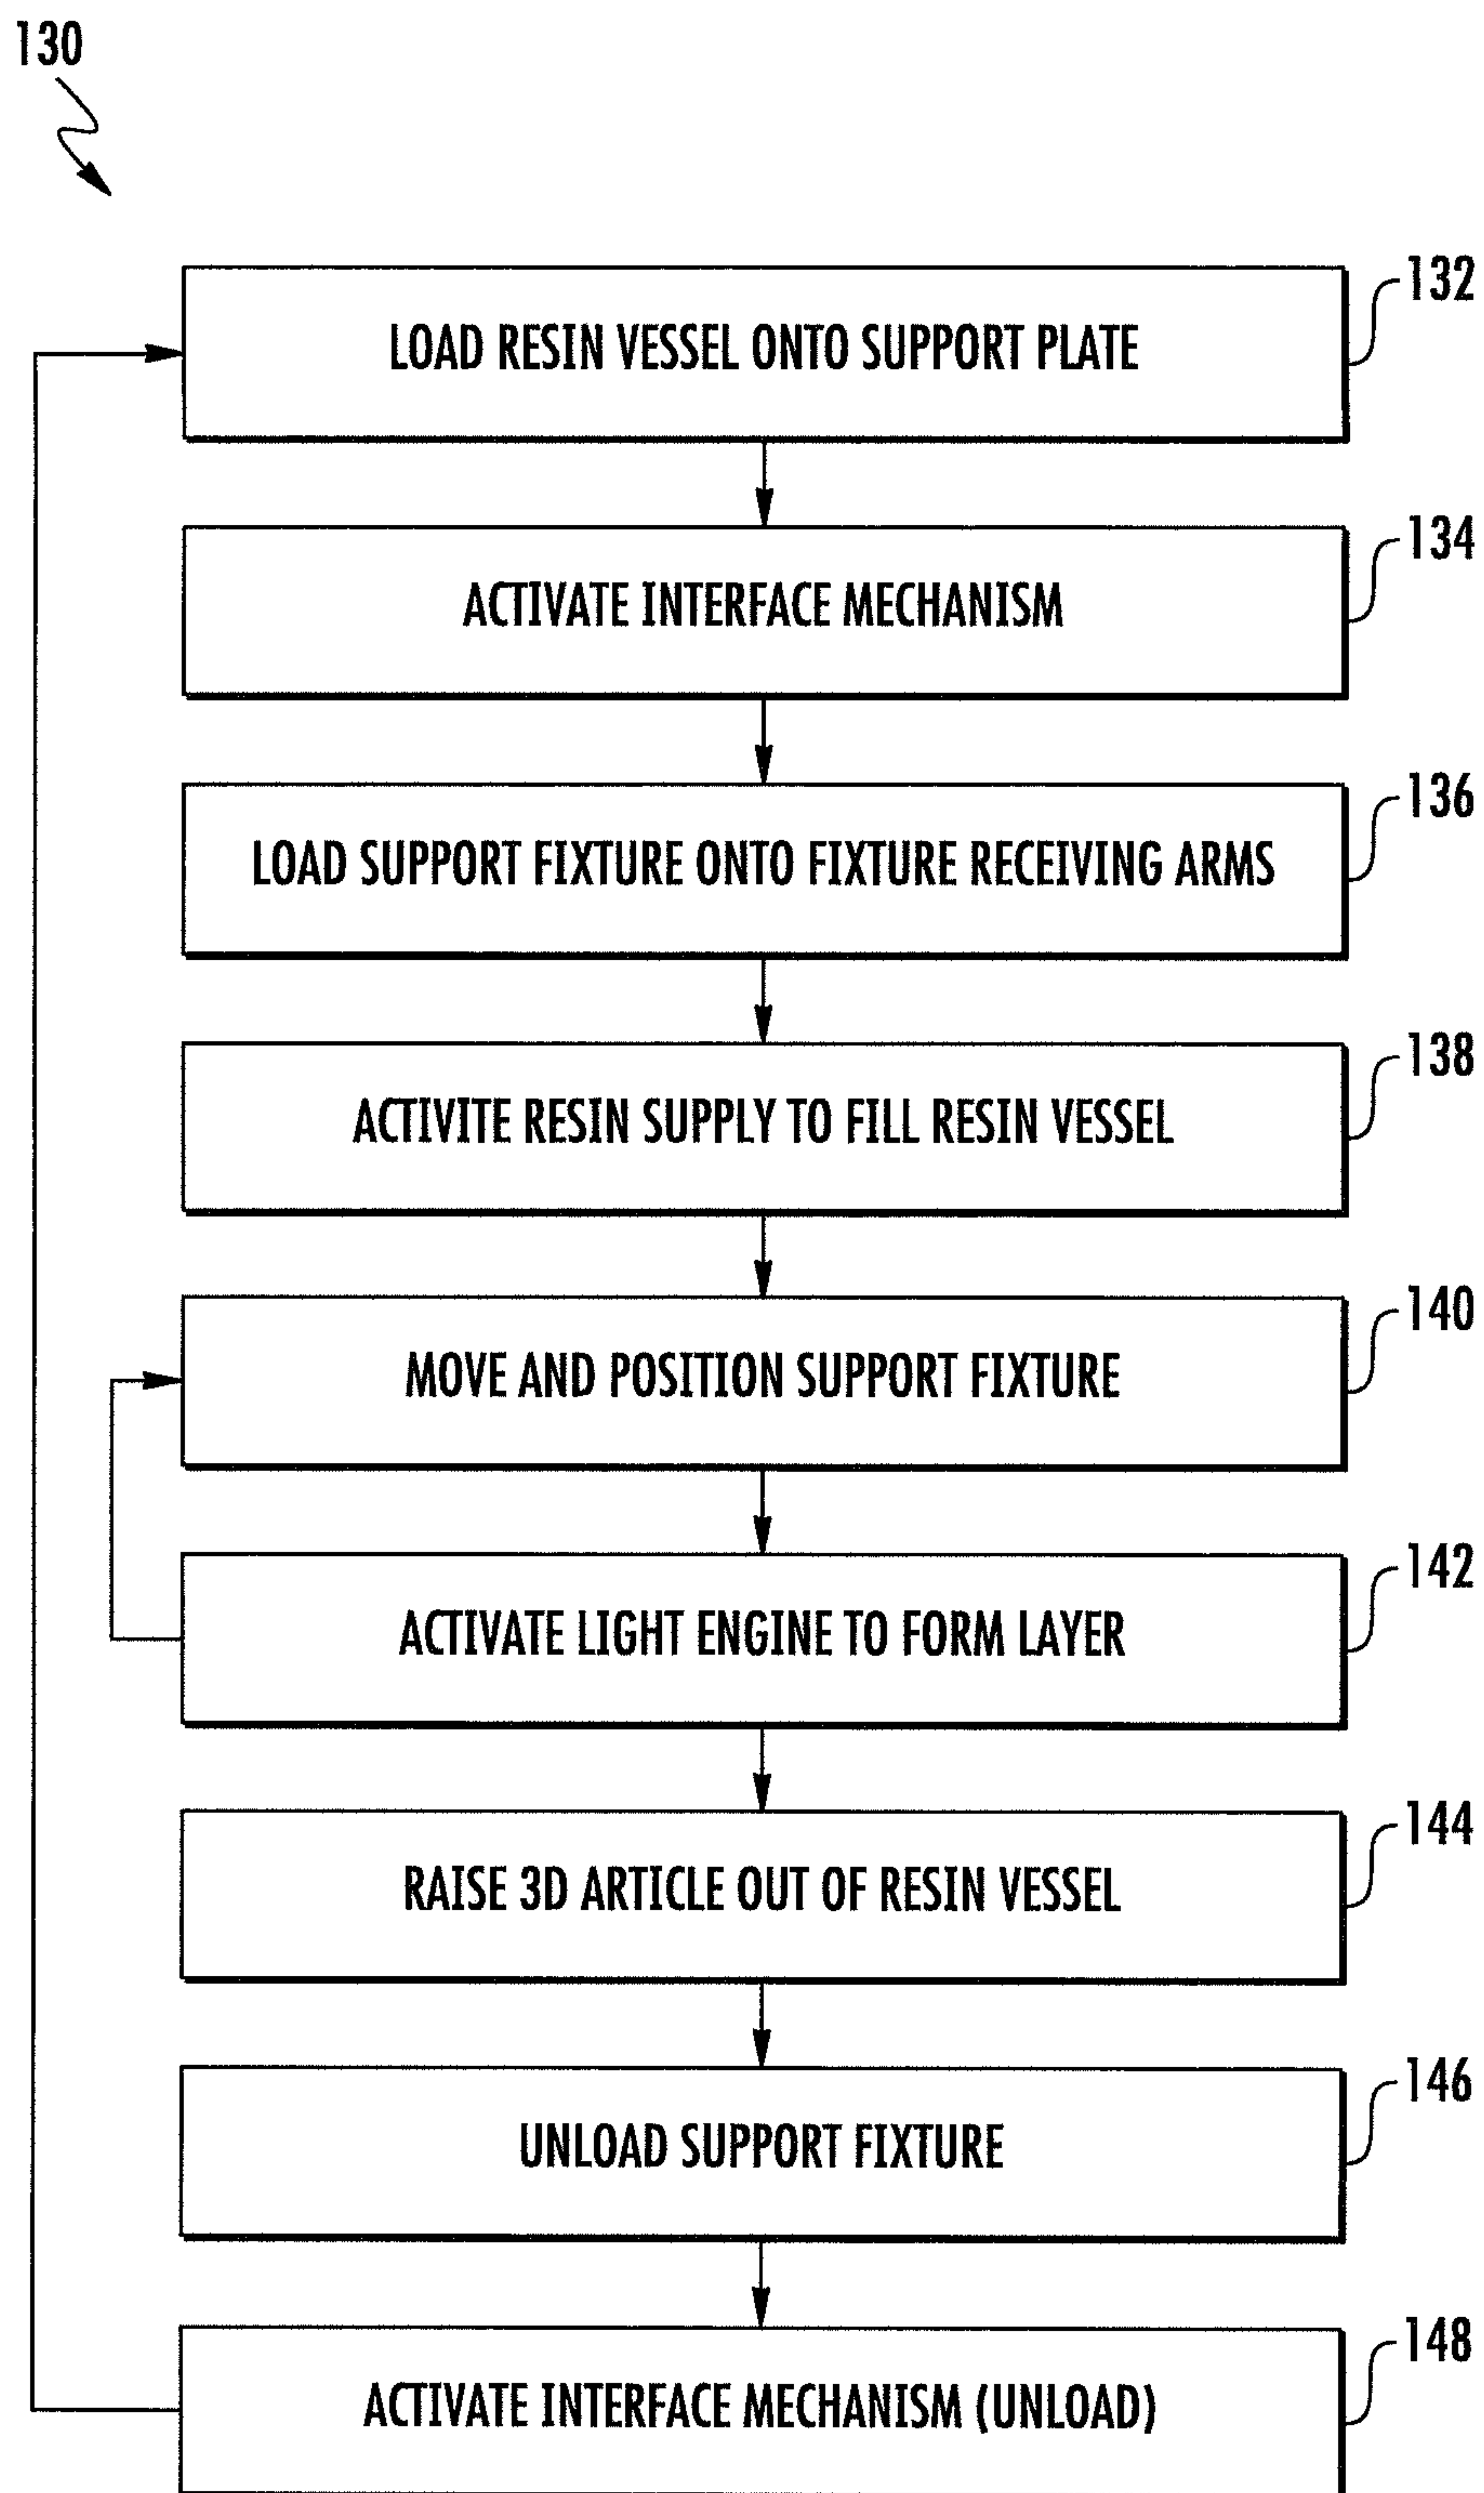 130
LOAD RESIN VESSEL ONTO SUPPORT PLATE
132
ACTIVATE INTERFACE MECHANISM
134
LOAD SUPPORT FIXTURE ONTO FIXTURE RECEIVING ARMS
136
ACTIVITE RESIN SUPPLY TO FILL RESIN VESSEL
138
MOVE AND POSITION SUPPORT FIXTURE
140
ACTIVATE LIGHT ENGINE TO FORM LAYER
142
RAISE 3D ARTICLE OUT OF RESIN VESSEL
144
UNLOAD SUPPORT FIXTURE
146
ACTIVATE INTERFACE MECHANISM (UNLOAD)
148